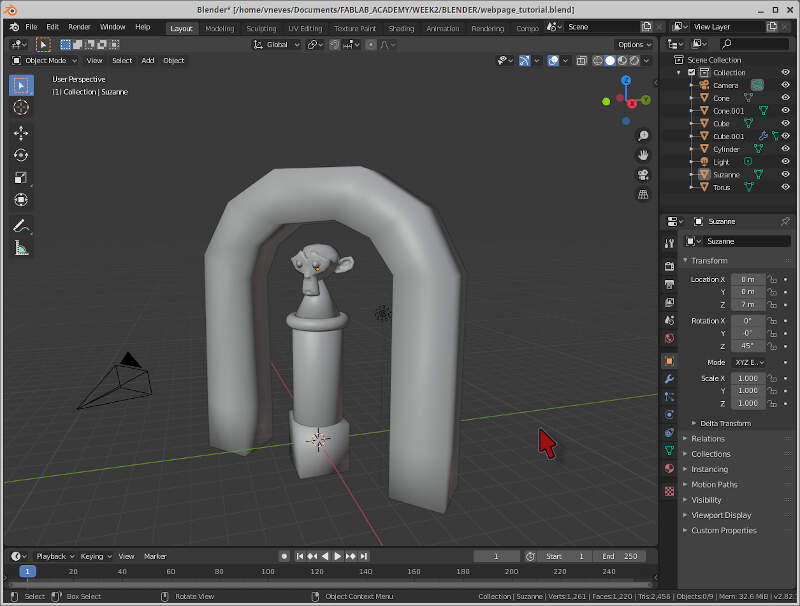 Blender* [/home/vneves/Documents/FABLAB_ACADEMY/WEEK2/BLENDER/webpage_tutorial.blend]
File Edit Render Window Help Layout Modeling Sculpting UV Editing Texture Paint Shading Animation Rendering Compo Scene View Layer
Global Options
Object Mode View Select Add Object
User Perspective
(1) Collection | Suzanne
Scene Collection
Collection
Camera
Cone
Cone.001
Cube
Cube.001
Cylinder
Light
Suzanne
Torus
Suzanne
Suzanne
Transform
Location X 0 m
Y 0 m
Z 7 m
Rotation X 0°
Y -0°
Z 45°
Mode XYZ E..
Scale X 1.000
Y 1.000
Z 1.000
Delta Transform
Relations
Collections
Instancing
Motion Paths
Visibility
Viewport Display
Custom Properties
X
Y
Z
Playback Keying View Marker 1 Start 1 End 250
1 20 40 60 80 100 120 140 160 180 200 220 240
Select Box Select Rotate View Object Context Menu Collection | Suzanne | Verts:1,261 | Faces:1,220 | Tris:2,456 | Objects:0/9 | Mem: 32.6 MiB | v2.82.